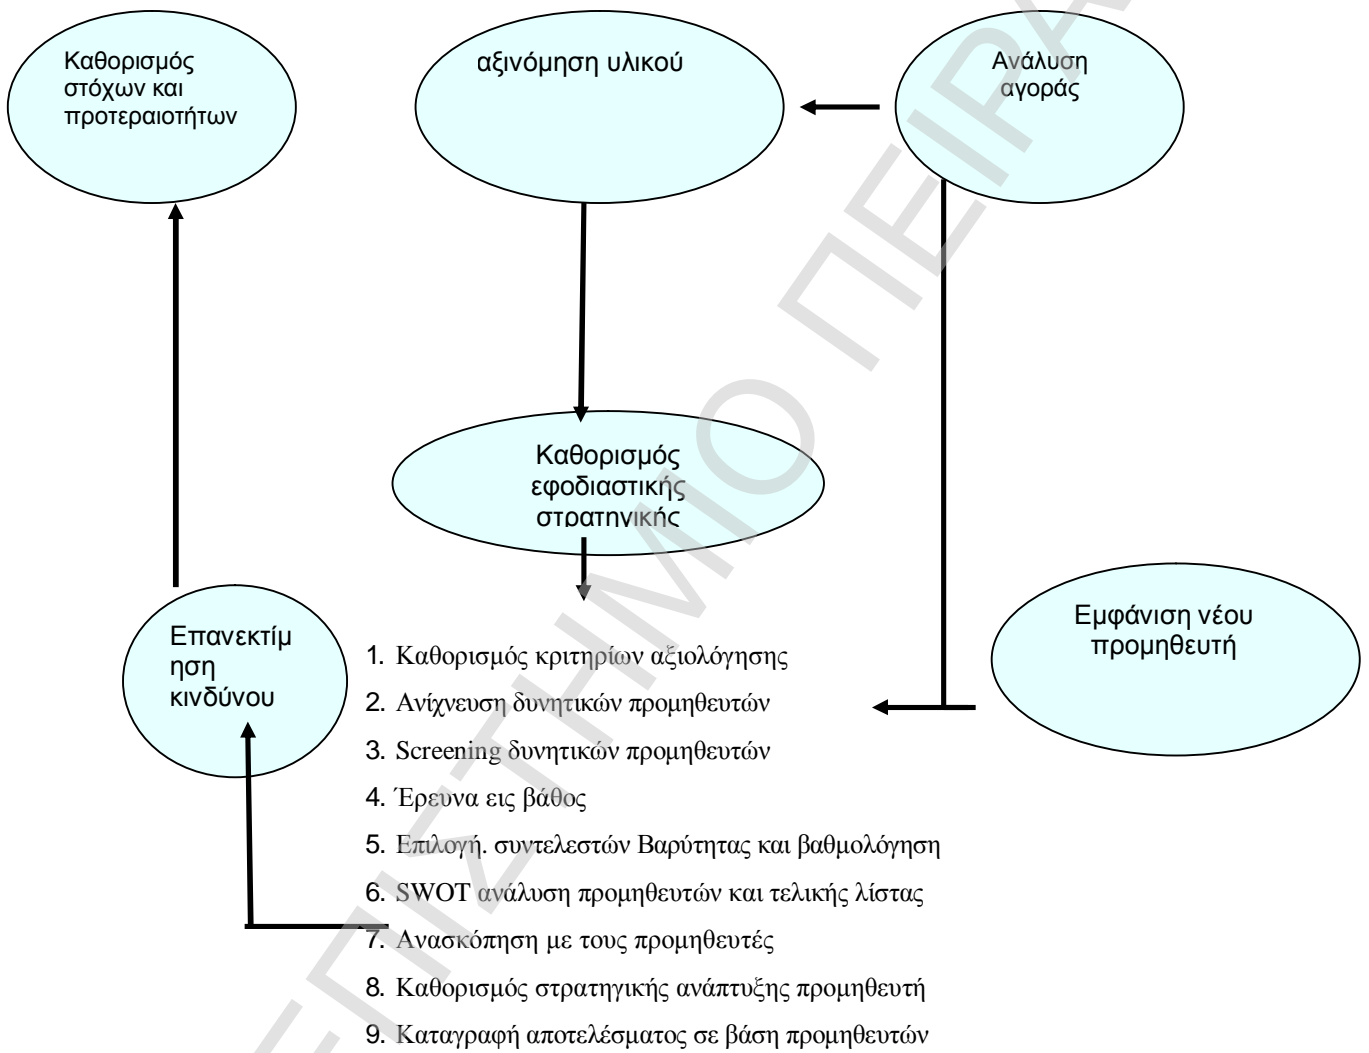 Καθορισμός
στόχων και
προτεραιοτήτων
αξινόμηση υλικού
Ανάλυση
αγοράς
Καθορισμός
εφοδιαστικής
στρατηγικής
Εμφάνιση νέου
προμηθευτή
Επανεκτίμ
ηση
κινδύνου
1. Καθορισμός κριτηρίων αξιολόγησης
2. Ανίχνευση δυνητικών προμηθευτών
3. Screening δυνητικών προμηθευτών
4. Έρευνα εις βάθος
5. Επιλογή. συντελεστών Βαρύτητας και βαθμολόγηση
6. SWOT ανάλυση προμηθευτών και τελικής λίστας
7. Ανασκόπηση με τους προμηθευτές
8. Καθορισμός στρατηγικής ανάπτυξης προμηθευτή
9. Καταγραφή αποτελέσματος σε βάση προμηθευτών
ΕΠΙΣΤΗΜΙΟ ΠΕΙΡΑ